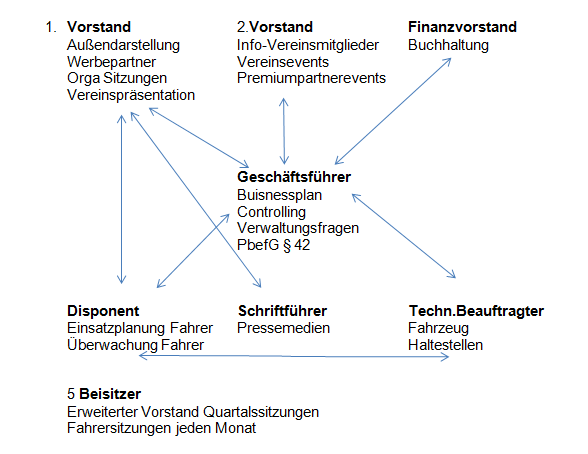 1. Vorstand
Außendarstellung
Werbepartner
Orga Sitzungen
Vereinspräsentation
2.Vorstand
Info-Vereinsmitglieder
Vereinsevents
Premiumpartnerevents
Finanzvorstand
Buchhaltung
Geschäftsführer
Buisnessplan
Controlling
Verwaltungsfragen
PbefG § 42
Disponent
Einsatzplanung Fahrer
Überwachung Fahrer
Schriftführer
Pressemedien
Techn.Beauftragter
Fahrzeug
Haltestellen
5 Beisitzer
Erweiterter Vorstand Quartalssitzungen
Fahrersitzungen jeden Monat